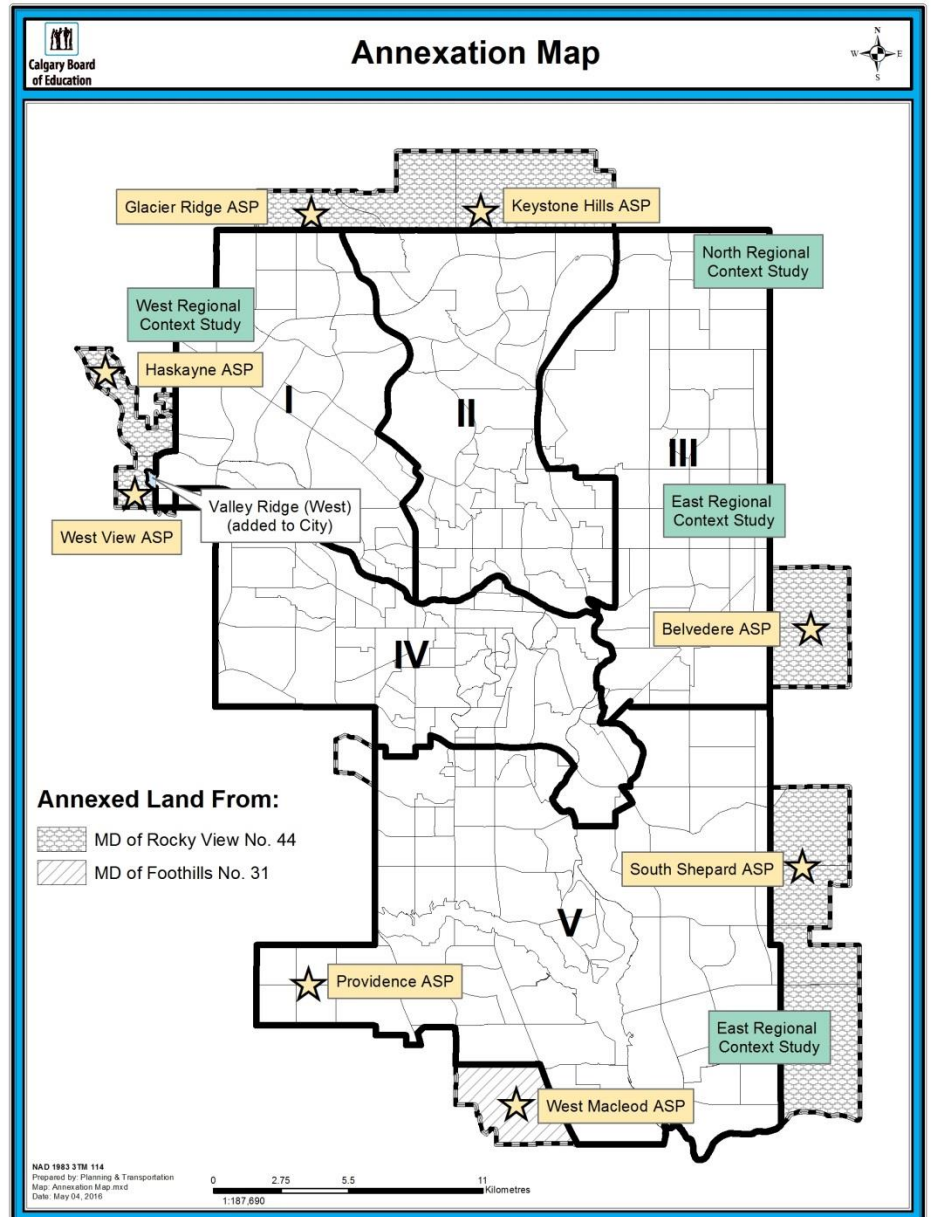 Calgary Board
of Education
Annexation Map
N
W
E
S
Glacier Ridge ASP
Keystone Hills ASP
North Regional
Context Study
West Regional
Context Study
Haskayne ASP
I
II
III
Valley Ridge (West)
(added to City)
East Regional
Context Study
West View ASP
Belvedere ASP
IV
Annexed Land From:
MD of Rocky View No. 44
MD of Foothills No. 31
South Shepard ASP
V
Providence ASP
East Regional
Context Study
West Macleod ASP
NAD 1983 3TM 114
Prepared by: Planning & Transportation
Map: Annexation Map.mxd
Date: May 04, 2016
0 2.75 5.5 11
Kilometres
1:187,690